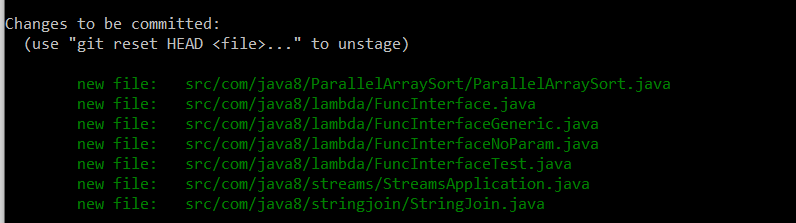 Changes to be committed:
  (use "git reset HEAD <file>..." to unstage)
        new file:   src/com/java8/ParallelArraySort/ParallelArraySort.java
        new file:   src/com/java8/lambda/FuncInterface.java
        new file:   src/com/java8/lambda/FuncInterfaceGeneric.java
        new file:   src/com/java8/lambda/FuncInterfaceNoParam.java
        new file:   src/com/java8/lambda/FuncInterfaceTest.java
        new file:   src/com/java8/streams/StreamsApplication.java
        new file:   src/com/java8/stringjoin/StringJoin.java